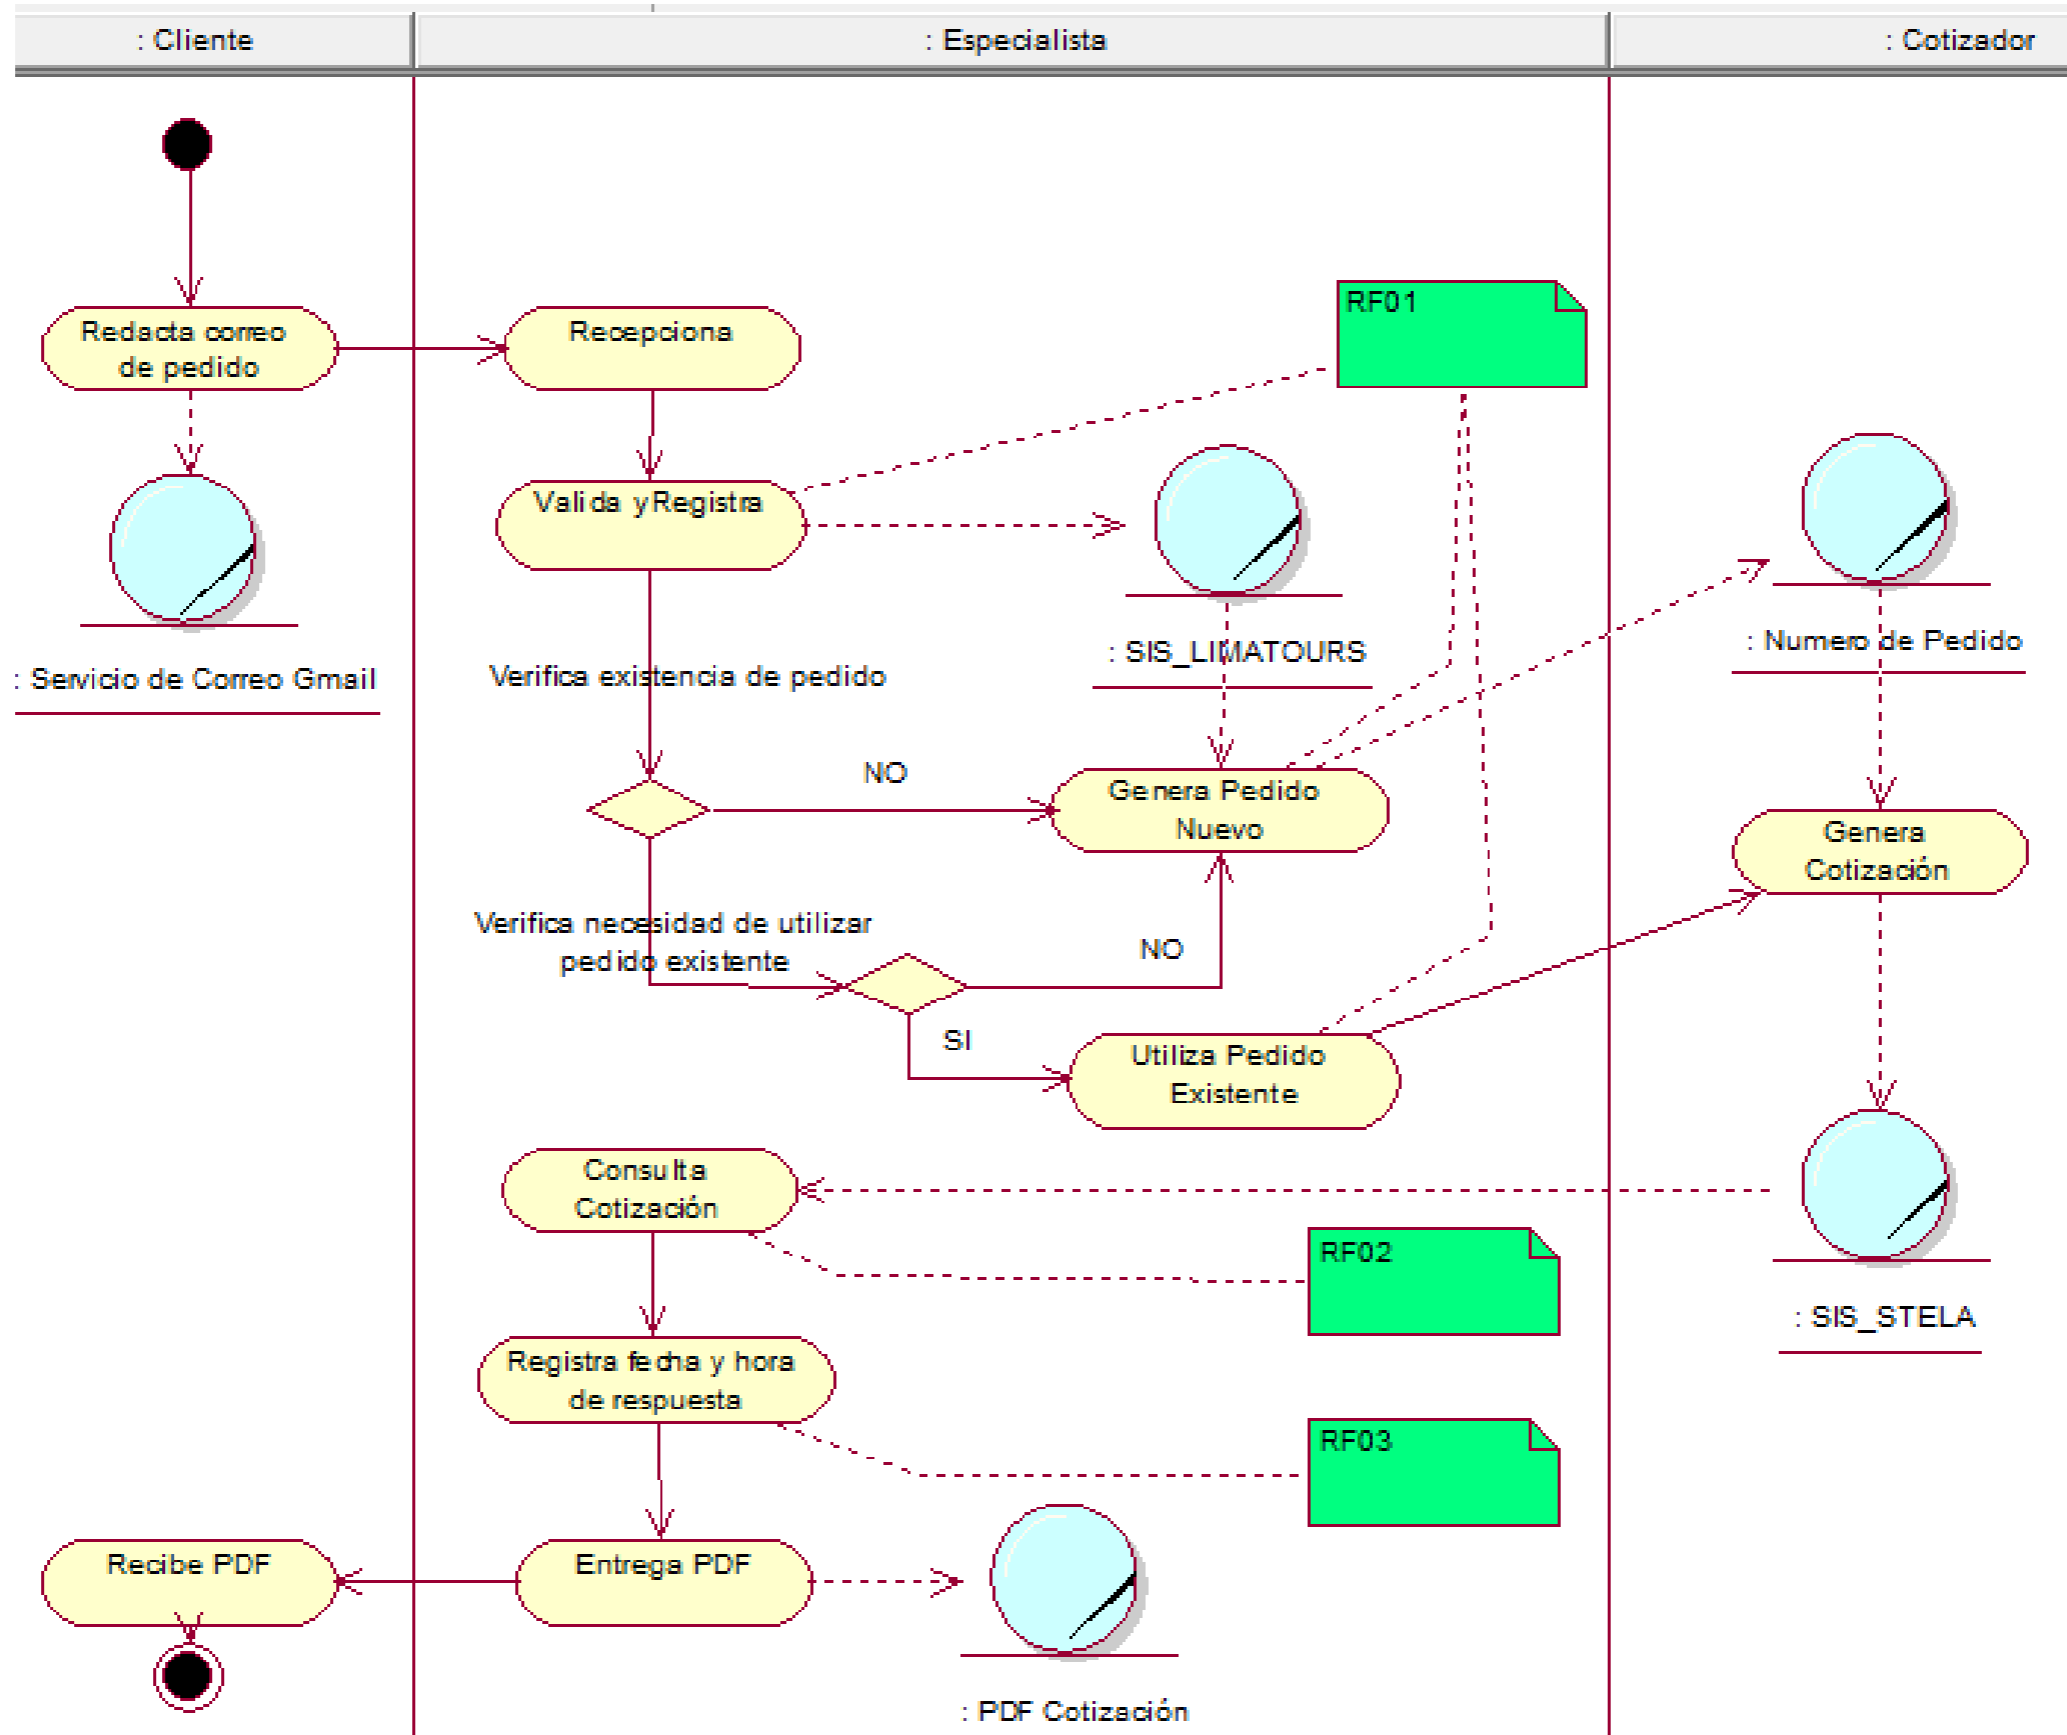 : Cliente
: Especialista
: Cotizador
Redacta correo
de pedido
Recepciona
RF01
Valida y Registra
: Servicio de Correo Gmail
Verifica existencia de pedido
: SIS_LIMATOURS
: Numero de Pedido
NO
Genera Pedido
Nuevo
Genera
Cotización
Verifica necesidad de utilizar
pedido existente
NO
SI
Utiliza Pedido
Existente
Consulta
Cotización
RF02
: SIS_STELA
Registra fecha y hora
de respuesta
RF03
Recibe PDF
Entrega PDF
: PDF Cotización